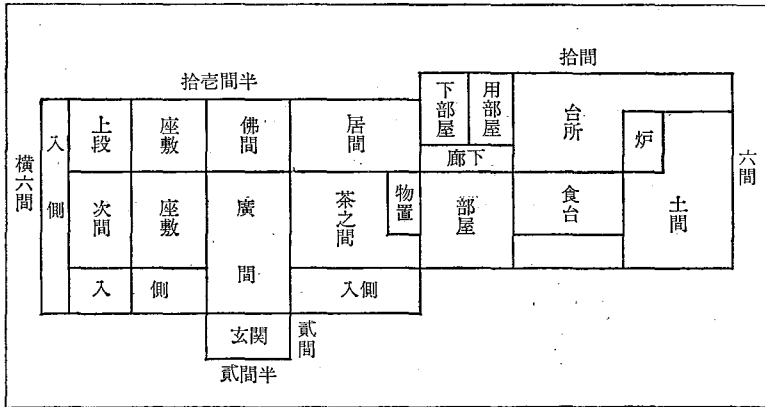 拾間
拾壱間半
横六間
六間
入側
上段
座敷
佛間
居間
下部屋
用部屋
廊下
台所
炉
土間
次間
座敷
廣間
茶之間
物置
部屋
食台
入側
入側
玄関
貳間
貳間半